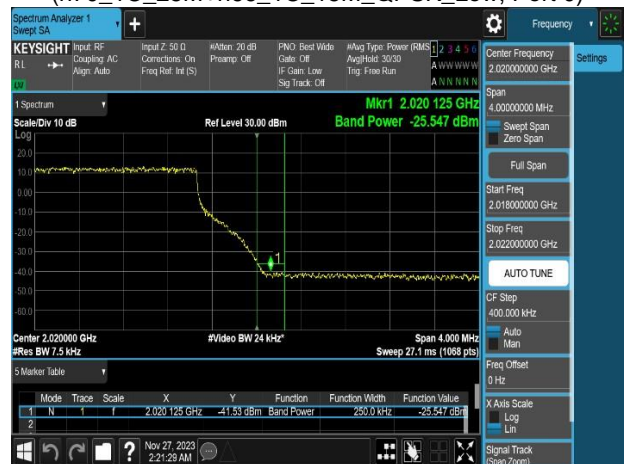 Spectrum Analyzer 1
Swept SA
Frequency
KEYSIGHT
RL
Input: RF
Coupling: AC
Align: Auto
Input Z: 50 Ω
Corrections: On
Freq Ref: Int (S)
#Atten: 20 dB
Preamp: Off
PNO: Best Wide
Gate: Off
IF Gain: Low
Sig Track: Off
#Avg Type: Power (RMS
Avg|Hold: 30/30
Trig: Free Run
1 2 3 4 5 6
A W W W W W
A N N N N N
1 Spectrum
Scale/Div 10 dB
Log
Ref Level 30.00 dBm
Mkr1 2.020 125 GHz
Band Power -25.547 dBm
20.0
10.0
0.00
-10.0
-20.0
-30.0
-40.0
-50.0
-60.0
1
Center 2.020000 GHz
#Res BW 7.5 kHz
#Video BW 24 kHz*
Span 4.000 MHz
Sweep 27.1 ms (1068 pts)
5 Marker Table
Mode Trace Scale X Y Function Function Width Function Value
1 N 1 f 2.020 125 GHz -41.53 dBm Band Power 250.0 kHz -25.547 dBm
2
Nov 27, 2023
2:21:29 AM
Center Frequency
2.020000000 GHz
Settings
Span
4.00000000 MHz
Swept Span
Zero Span
Full Span
Start Freq
2.018000000 GHz
Stop Freq
2.022000000 GHz
AUTO TUNE
CF Step
400.000 kHz
Auto
Man
Freq Offset
0 Hz
X Axis Scale
Log
Lin
Signal Track
(Span Zoom)